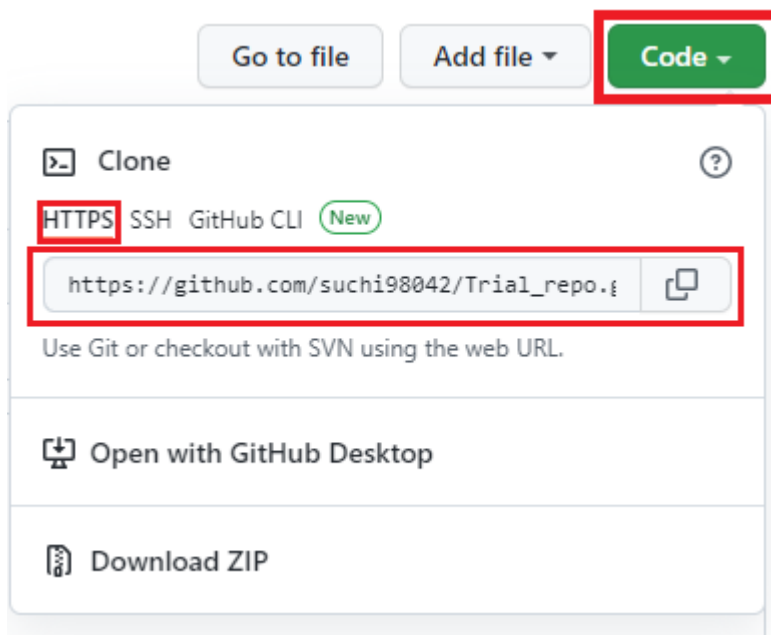 Go to file Add file Code
Clone
HTTPS SSH GitHub CLI New
https://github.com/suchi98042/Trial_repo.g
Use Git or checkout with SVN using the web URL.
Open with GitHub Desktop
Download ZIP